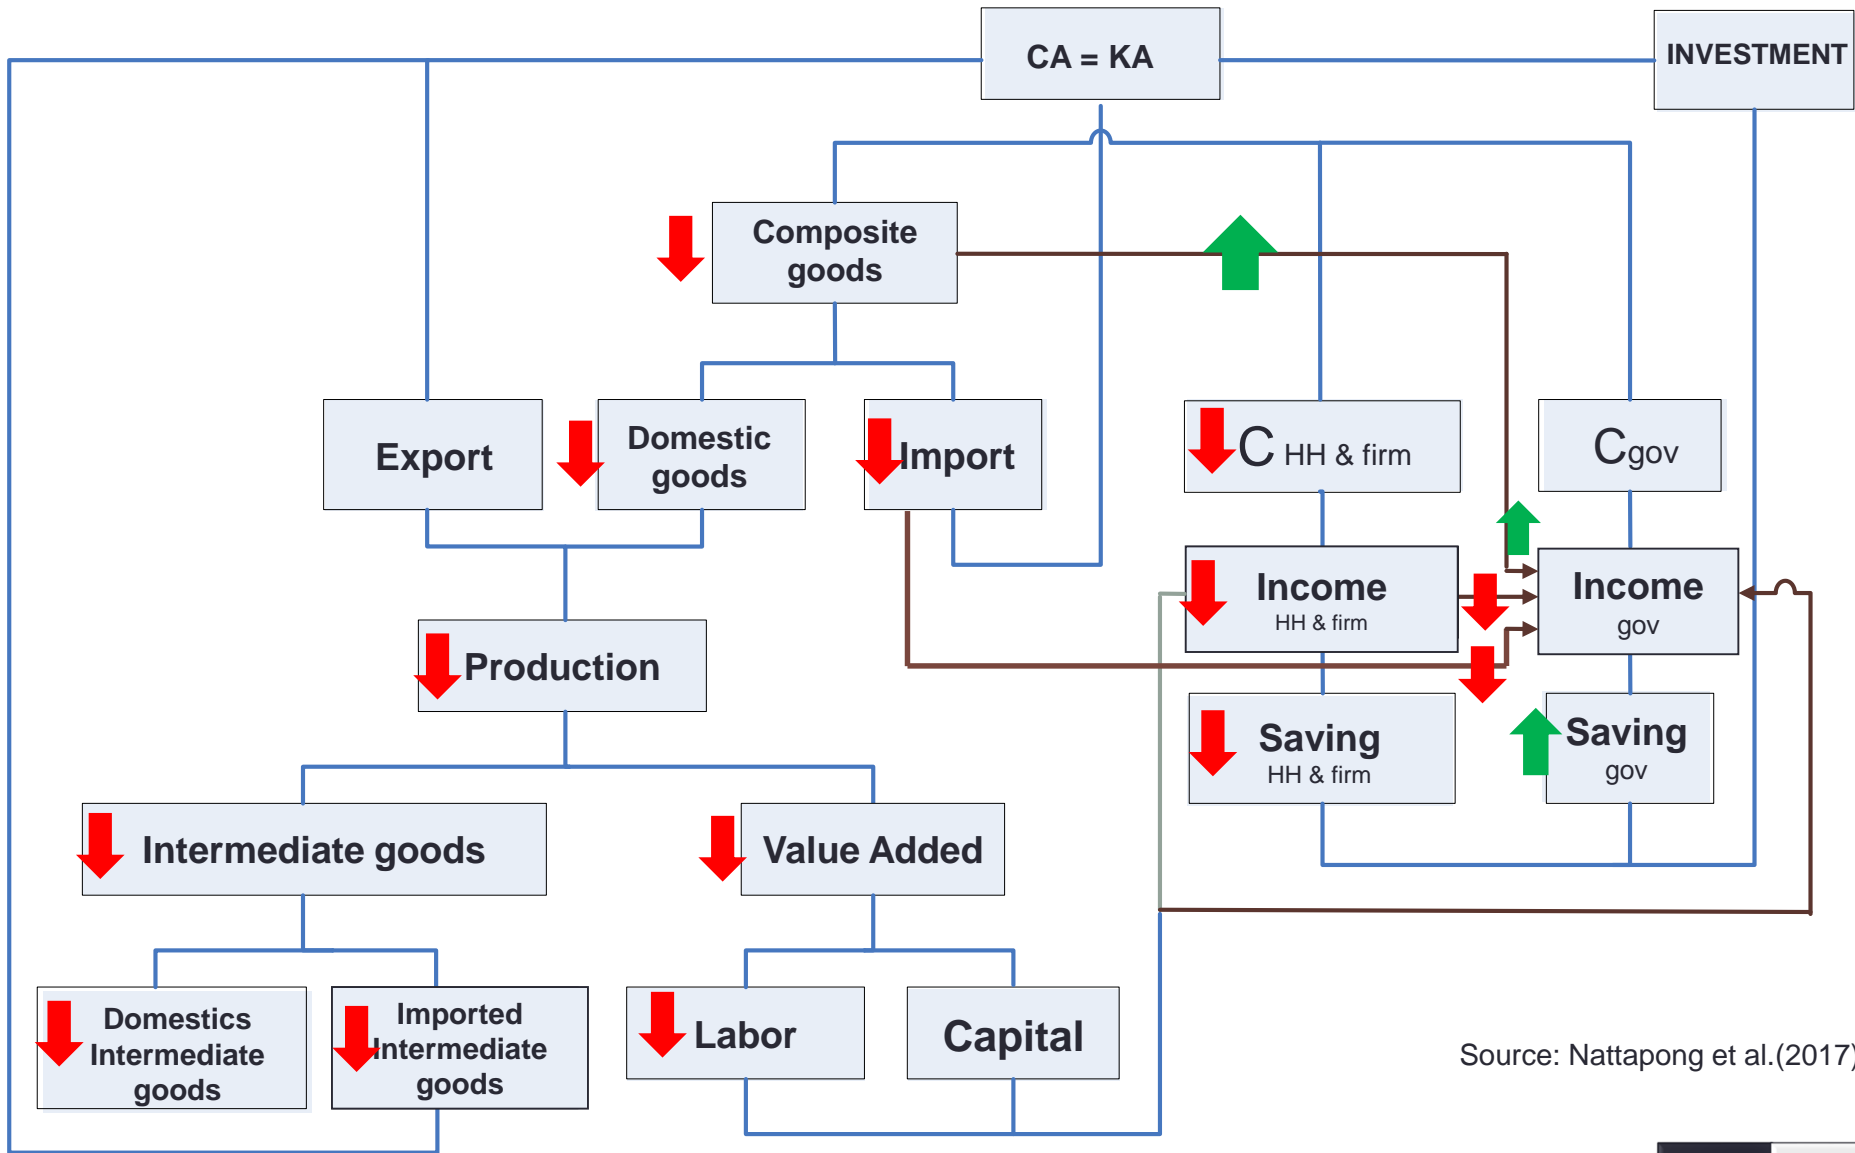 CA = KA
INVESTMENT
Composite
goods
Export
Domestic
goods
Import
C HH & firm
Cgov
Income
HH & firm
Income
gov
Production
Saving
HH & firm
Saving
gov
Intermediate goods
Value Added
Domestics
Intermediate
goods
Imported
Intermediate
goods
Labor
Capital
Source: Nattapong et al.(2017)